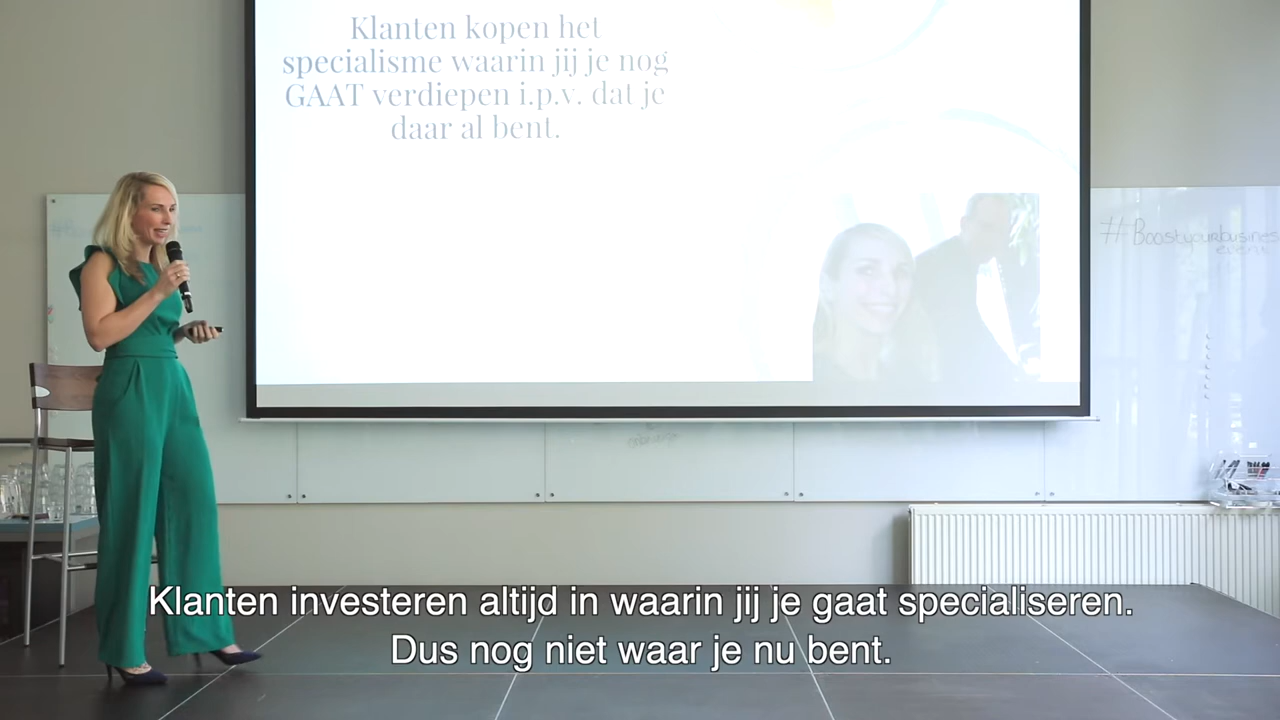 Klanten kopen het
specialisme waarin jij je nog
GAAT verdiepen i.p.v. dat je
daar al bent.
#Boostyourbusiness
event
Klanten investeren altijd in waarin jij je gaat specialiseren.
Dus nog niet waar je nu bent.